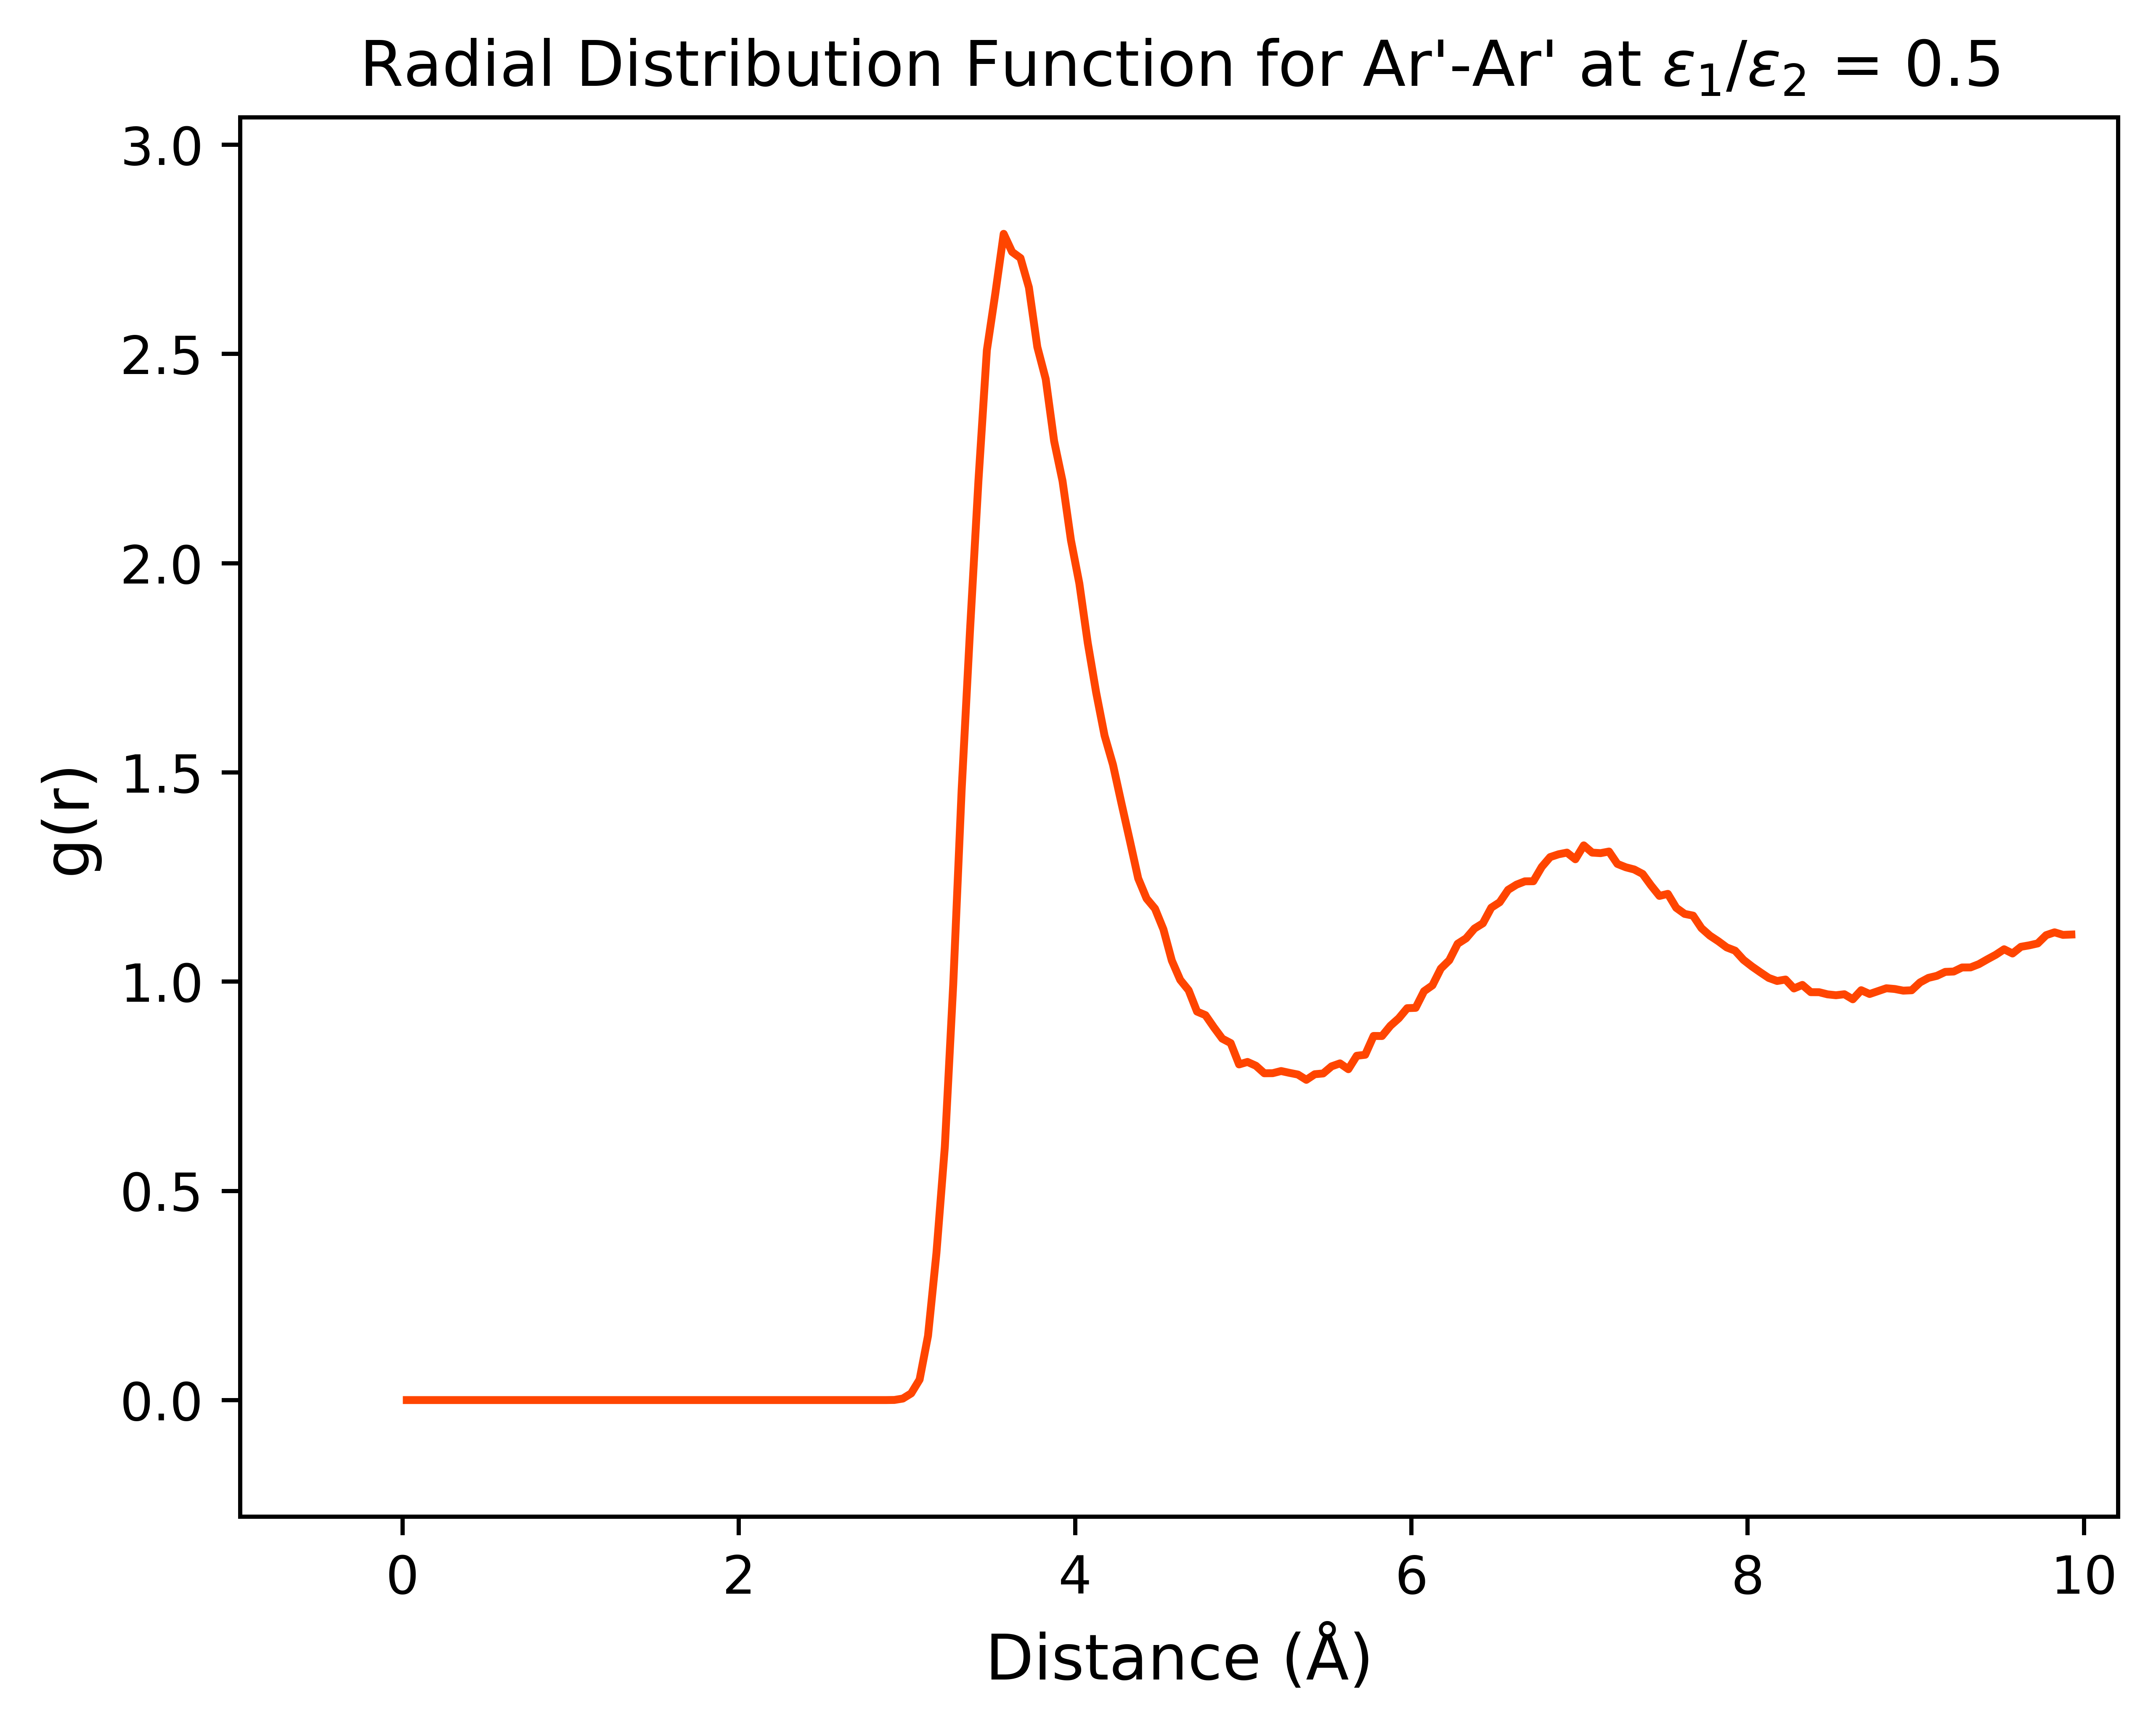 Radial Distribution Function for Ar'-Ar' at ε₁/ε₂ = 0.5
3.0
2.5
2.0
1.5
1.0
0.5
0.0
g(r)
0 2 4 6 8 10
Distance (Å)